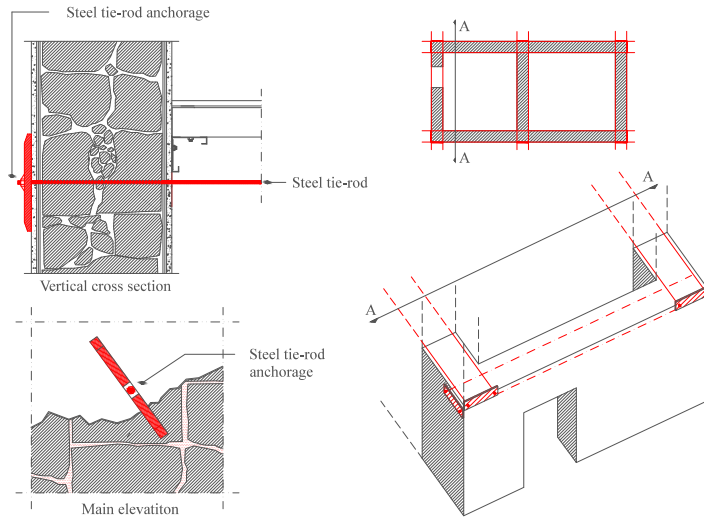 Steel tie-rod anchorage
Steel tie-rod
Vertical cross section
Steel tie-rod
anchorage
Main elevatiton
A
A
A
A